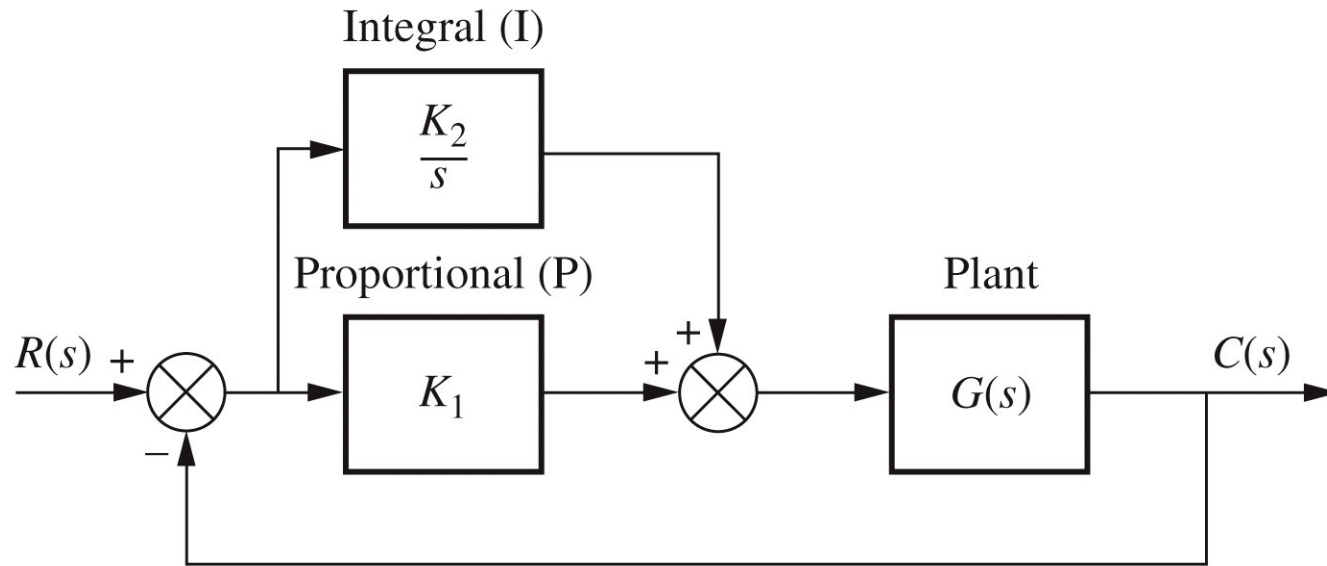 Integral (I)
K₂
s
Proportional (P)
Plant
R(s) +
+
+
K₁
G(s)
C(s)
−